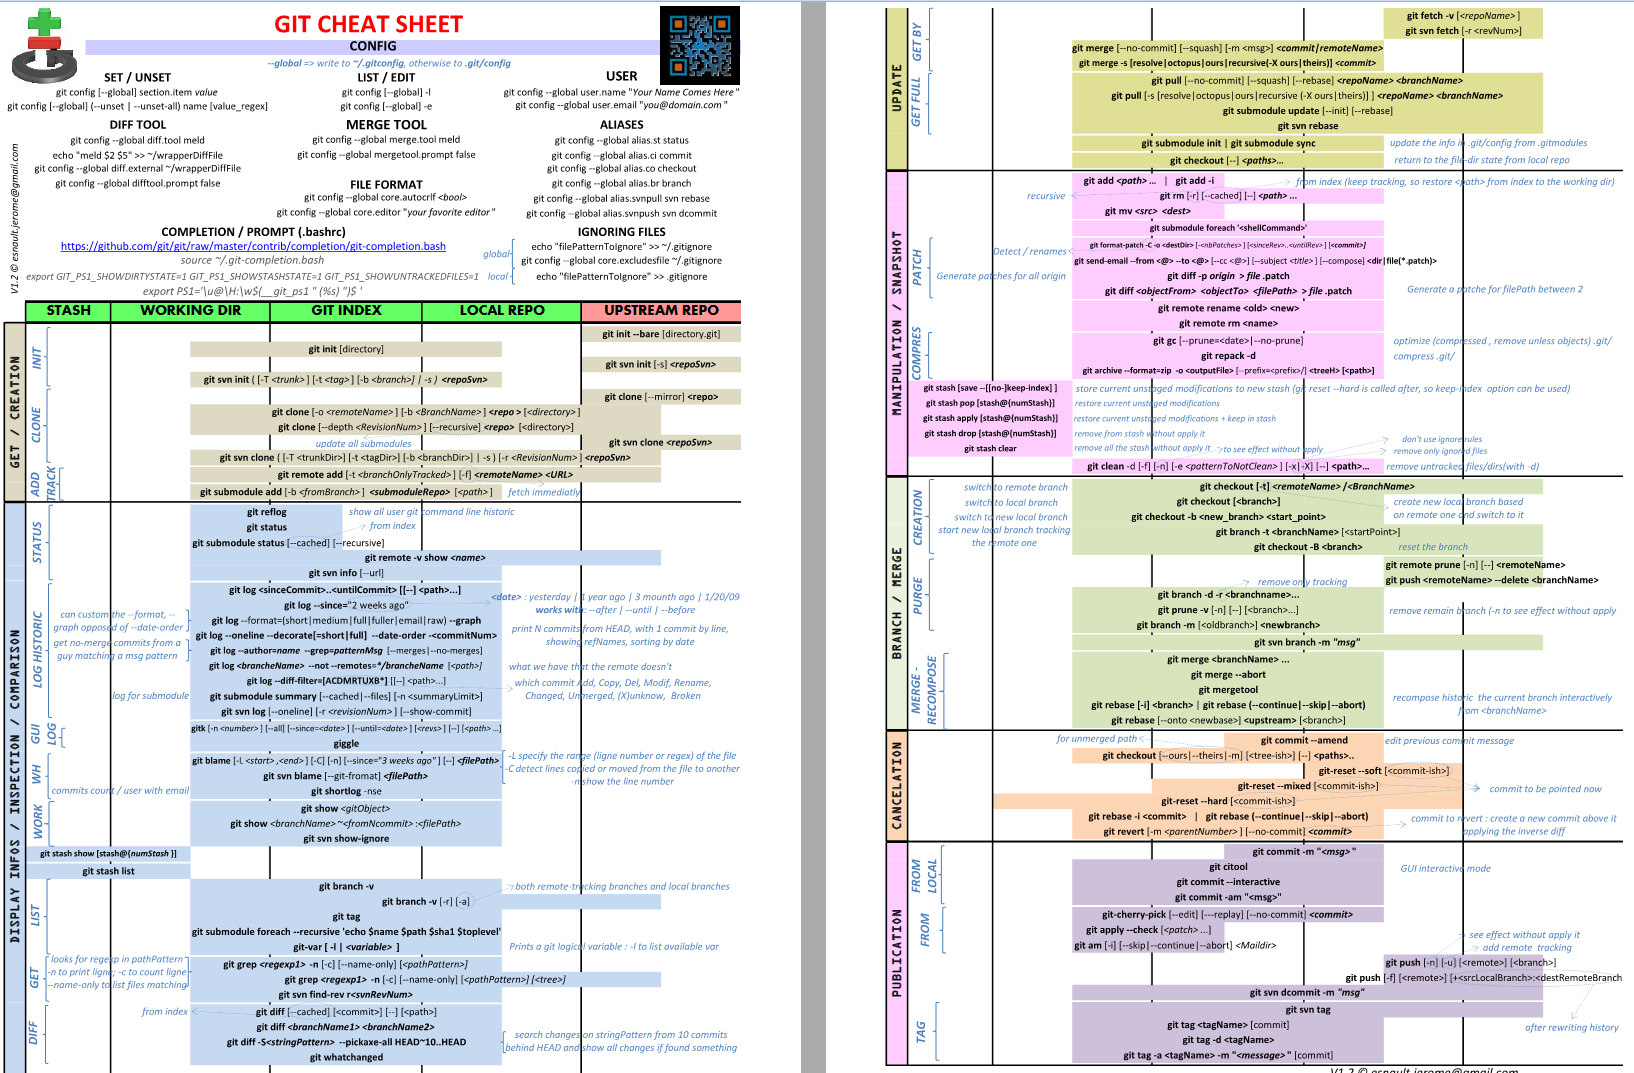 GIT CHEAT SHEET
CONFIG
--global => write to ~/.gitconfig, otherwise to .git/config
SET / UNSET
git config [--global] section.item value
git config [--global] (--unset | --unset-all) name [value_regex]
LIST / EDIT
git config [--global] -l
git config [--global] -e
USER
git config --global user.name "Your Name Comes Here "
git config --global user.email "you@domain.com "
DIFF TOOL
git config --global diff.tool meld
echo "meld $2 $5" >> ~/wrapperDiffFile
git config --global diff.external ~/wrapperDiffFile
git config --global difftool.prompt false
MERGE TOOL
git config --global merge.tool meld
git config --global mergetool.prompt false
FILE FORMAT
git config --global core.autocrlf <bool>
git config --global core.editor "your favorite editor "
ALIASES
git config --global alias.st status
git config --global alias.ci commit
git config --global alias.co checkout
git config --global alias.br branch
git config --global alias.svnpull svn rebase
git config --global alias.svnpush svn dcommit
COMPLETION / PROMPT (.bashrc)
https://github.com/git/git/raw/master/contrib/completion/git-completion.bash
source ~/.git-completion.bash
export GIT_PS1_SHOWDIRTYSTATE=1 GIT_PS1_SHOWSTASHSTATE=1 GIT_PS1_SHOWUNTRACKEDFILES=1
export PS1='\u@\H:\w$(__git_ps1 " (%s) ")$ '
IGNORING FILES
global
echo "filePatternToIgnore" >> ~/.gitignore
git config --global core.excludesfile ~/.gitignore
local
echo "filePatternToIgnore" >> .gitignore
V1.2 © esnault.jerome@gmail.com
STASH WORKING DIR GIT INDEX LOCAL REPO UPSTREAM REPO
GET / CREATION
INIT
git init --bare [directory.git]
git init [directory]
git svn init [-s] <repoSvn>
git svn init ( [-T <trunk>] [-t <tag>] [-b <branch>] | -s ) <repoSvn>
CLONE
git clone [--mirror] <repo>
git clone [-o <remoteName>] [-b <BranchName>] <repo > [<directory>]
git clone [--depth <RevisionNum>] [--recursive] <repo> [<directory>]
update all submodules
git svn clone <repoSvn>
git svn clone ( [-T <trunkDir>] [-t <tagDir>] [-b <branchDir>] | -s ) [-r <RevisionNum>] <repoSvn>
ADD TRACK
git remote add [-t <branchOnlyTracked>] [-f] <remoteName> <URL>
git submodule add [-b <fromBranch>] <submoduleRepo> [<path>]
fetch immediatly
DISPLAY INFOS / INSPECTION / COMPARISON
STATUS
git reflog
show all user git command line historic
git status
from index
git submodule status [--cached] [--recursive]
git remote -v show <name>
git svn info [--url]
LOG HISTORIC
git log <sinceCommit>..<untilCommit> [[--] <path>...]
git log --since="2 weeks ago"
<date> : yesterday | 1 year ago | 3 mounth ago | 1/20/09
works with: --after | --until | --before
can custom the --format, --
graph opposed of --date-order
git log --format=(short|medium|full|fuller|email|raw) --graph
git log --oneline --decorate[=short|full] --date-order -<commitNum>
print N commits from HEAD, with 1 commit by line,
showing refNames, sorting by date
get no-merge commits from a
guy matching a msg pattern
git log --author=name --grep=patternMsg [--merges|--no-merges]
git log <brancheName> --not --remotes=*/brancheName [<path>]
what we have that the remote doesn't
git log --diff-filter=[ACDMRTUXB*] [[--] <path>...]
which commit Add, Copy, Del, Modif, Rename,
Changed, Unmerged, (X)unknow, Broken
log for submodule
git submodule summary [--cached|--files] [-n <summaryLimit>]
git svn log [--oneline] [-r <revisionNum>] [--show-commit]
GUI LOG
gitk [-n <number>] [--all] [--since=<date>] [--until=<date>] [<revs>] [--] [<path> ...]
giggle
WH
git blame [-L <start> ,<end>] [-C] [-n] [--since="3 weeks ago" ] [--] <filePath>
-L specify the range (ligne number or regex) of the file
-C detect lines copied or moved from the file to another
-n show the line number
git svn blame [--git-fromat] <filePath>
commits count / user with email
git shortlog -nse
WORK
git show <gitObject>
git show <branchName>~<fromNcommit>:<filePath>
git svn show-ignore
git stash show [stash@{numStash }]
git stash list
LIST
git branch -v
git branch -v [-r] [-a]
both remote-tracking branches and local branches
git tag
git submodule foreach --recursive 'echo $name $path $sha1 $toplevel'
git-var [ -l | <variable> ]
Prints a git logical variable : -l to list available var
GET
looks for regexp in pathPattern
-n to print ligne; -c to count ligne
--name-only to list files matching
git grep <regexp1> -n [-c] [--name-only] [<pathPattern>]
git grep <regexp1> -n [-c] [--name-only] [<pathPattern>] [<tree>]
git svn find-rev r<svnRevNum>
DIFF
from index
git diff [--cached] [<commit>] [--] [<path>]
git diff <branchName1> <branchName2>
git diff -S<stringPattern> --pickaxe-all HEAD~10..HEAD
search changes on stringPattern from 10 commits
behind HEAD and show all changes if found something
git whatchanged
UPDATE
GET BY
git fetch -v [<repoName> ]
git svn fetch [-r <revNum>]
git merge [--no-commit] [--squash] [-m <msg>] <commit|remoteName>
git merge -s [resolve|octopus|ours|recursive(-X ours|theirs)] <commit>
GET FULL
git pull [--no-commit] [--squash] [--rebase] <repoName> <branchName>
git pull [-s [resolve|octopus|ours|recursive (-X ours|theirs)] ] <repoName> <branchName>
git submodule update [--init] [--rebase]
git svn rebase
git submodule init | git submodule sync
update the info in .git/config from .gitmodules
git checkout [--] <paths>...
return to the file-dir state from local repo
MANIPULATION / SNAPSHOT
git add <path> ... | git add -i
from index (keep tracking, so restore <path> from index to the working dir)
recursive
git rm [-r] [--cached] [--] <path> ...
git mv <src> <dest>
git submodule foreach '<shellCommand>'
PATCH
Detect / renames
git format-patch -C -o <destDir> [-<nbPatches>] [<sinceRev>..<untilRev>] [<commit>]
git send-email --from <@> --to <@> [--cc <@>] [--subject <title>] [--compose] <dir|file(*.patch)>
Generate patches for all origin
git diff -p origin > file .patch
git diff <objectFrom> <objectTo> <filePath> > file .patch
Generate a patche for filePath between 2
git remote rename <old> <new>
git remote rm <name>
COMPRES
git gc [--prune=<date>|--no-prune]
optimize (compressed , remove unless objects) .git/
git repack -d
compress .git/
git archive --format=zip -o <outputFile> [--prefix=<prefix>/] <treeH> [<path>]
git stash [save --[[no-]keep-index] ]
store current unstaged modifications to new stash (git reset --hard is called after, so keep-index option can be used)
git stash pop [stash@{numStash}]
restore current unstaged modifications
git stash apply [stash@{numStash}]
restore current unstaged modifications + keep in stash
git stash drop [stash@{numStash}]
remove from stash without apply it
git stash clear
remove all the stash without apply it
to see effect without apply
don't use ignore rules
remove only ignored files
git clean -d [-f] [-n] [-e <patternToNotClean> ] [-x|-X] [--] <path>...
remove untracked files/dirs(with -d)
BRANCH / MERGE
CREATION
switch to remote branch
git checkout [-t] <remoteName> /<BranchName>
switch to local branch
git checkout [<branch>]
create new local branch based
on remote one and switch to it
switch to new local branch
git checkout -b <new_branch> <start_point>
start new local branch tracking
the remote one
git branch -t <branchName> [<startPoint>]
git checkout -B <branch>
reset the branch
PURGE
git remote prune [-n] [--] <remoteName>
git push <remoteName> --delete <branchName>
remove only tracking
git branch -d -r <branchname>...
git prune -v [-n] [--] [<branch>...]
remove remain branch (-n to see effect without apply
git branch -m [<oldbranch>] <newbranch>
git svn branch -m "msg"
MERGE - RECOMPOSE
git merge <branchName> ...
git merge --abort
git mergetool
git rebase [-i] <branch> | git rebase (--continue|--skip|--abort)
recompose historic the current branch interactively
from <branchName>
git rebase [--onto <newbase>] <upstream> [<branch>]
CANCELATION
for unmerged path
git commit --amend
edit previous commit message
git checkout [--ours|--theirs|-m] [<tree-ish>] [--] <paths>..
git-reset --soft [<commit-ish>]
git-reset --mixed [<commit-ish>]
commit to be pointed now
git-reset --hard [<commit-ish>]
git rebase -i <commit> | git rebase (--continue|--skip|--abort)
commit to revert : create a new commit above it
applying the inverse diff
git revert [-m <parentNumber> ] [--no-commit] <commit>
PUBLICATION
FROM LOCAL
git commit -m "<msg> "
git citool
GUI interactive mode
git commit --interactive
git commit -am "<msg>"
FROM
git-cherry-pick [--edit] [---replay] [--no-commit] <commit>
git apply --check [<patch> ...]
git am [-i] [--skip|--continue|--abort] <Maildir>
see effect without apply it
add remote tracking
git push [-n] [-u] [<remote>] [<branch>]
git push [-f] [<remote>] [+<srcLocalBranch>:<destRemoteBranch
git svn dcommit -m "msg"
after rewriting history
TAG
git svn tag
git tag <tagName> [commit]
git tag -d <tagName>
git tag -a <tagName> -m "<message> " [commit]
V1.2 © esnault.jerome@gmail.com